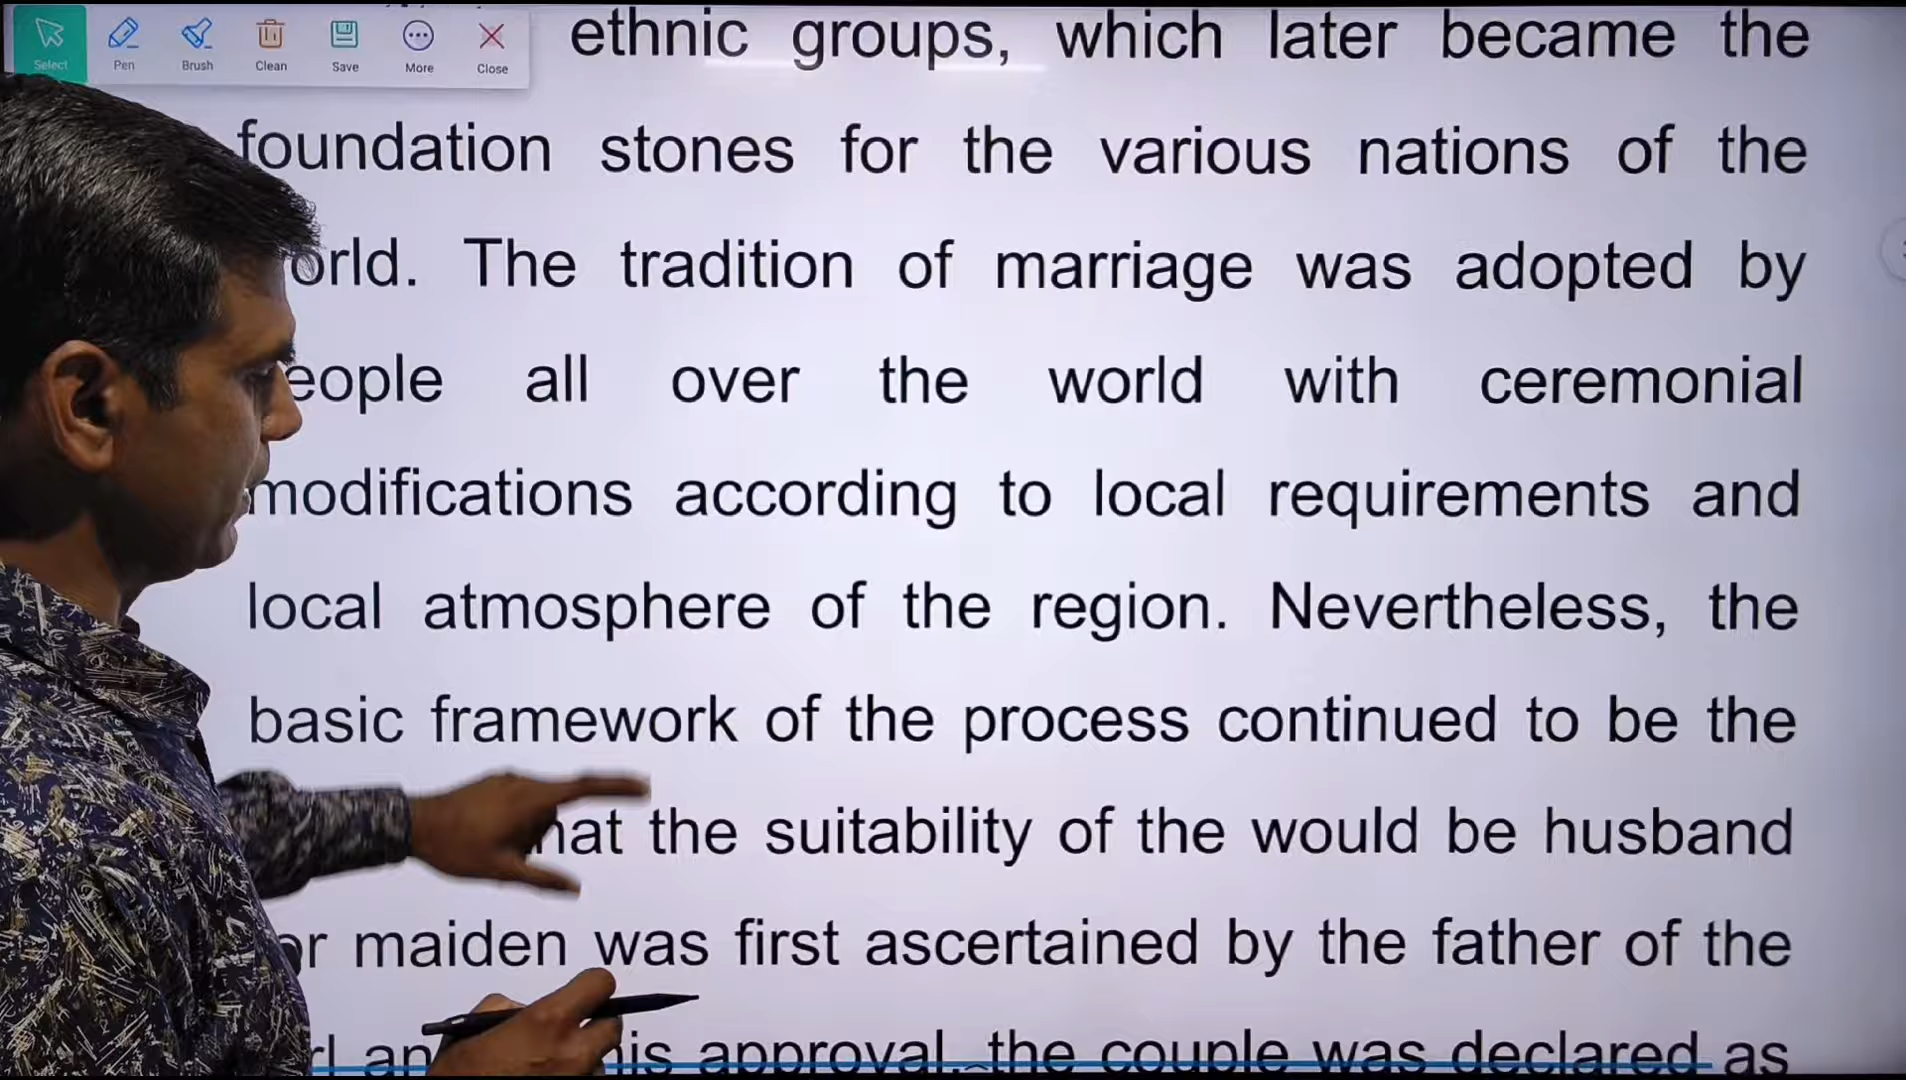 Select Pen Brush Clean Save More Close
ethnic groups, which later became the
foundation stones for the various nations of the
The tradition of marriage was adopted by
all over the world with ceremonial
modifications according to local requirements and
local atmosphere of the region. Nevertheless, the
basic framework of the process continued to be the
the suitability of the would be husband
maiden was first ascertained by the father of the
approval, the couple was declared as